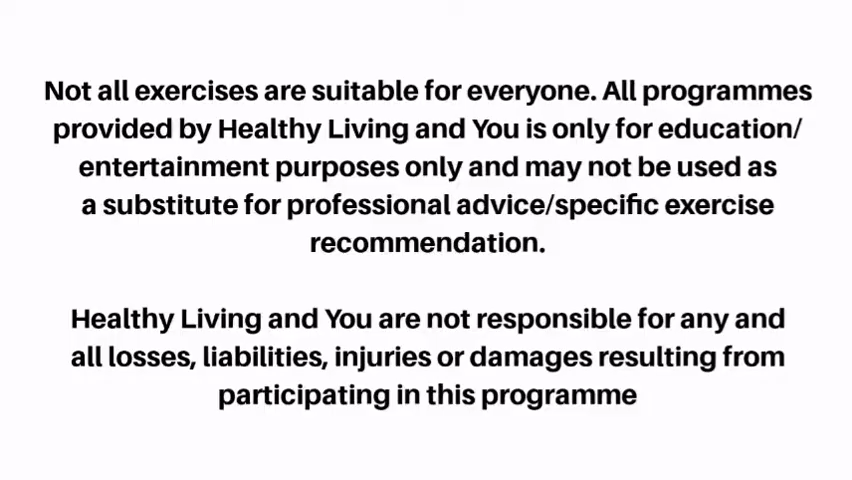 Not all exercises are suitable for everyone. All programmes
provided by Healthy Living and You is only for education/
entertainment purposes only and may not be used as
a substitute for professional advice/specific exercise
recommendation.
Healthy Living and You are not responsible for any and
all losses, liabilities, injuries or damages resulting from
participating in this programme